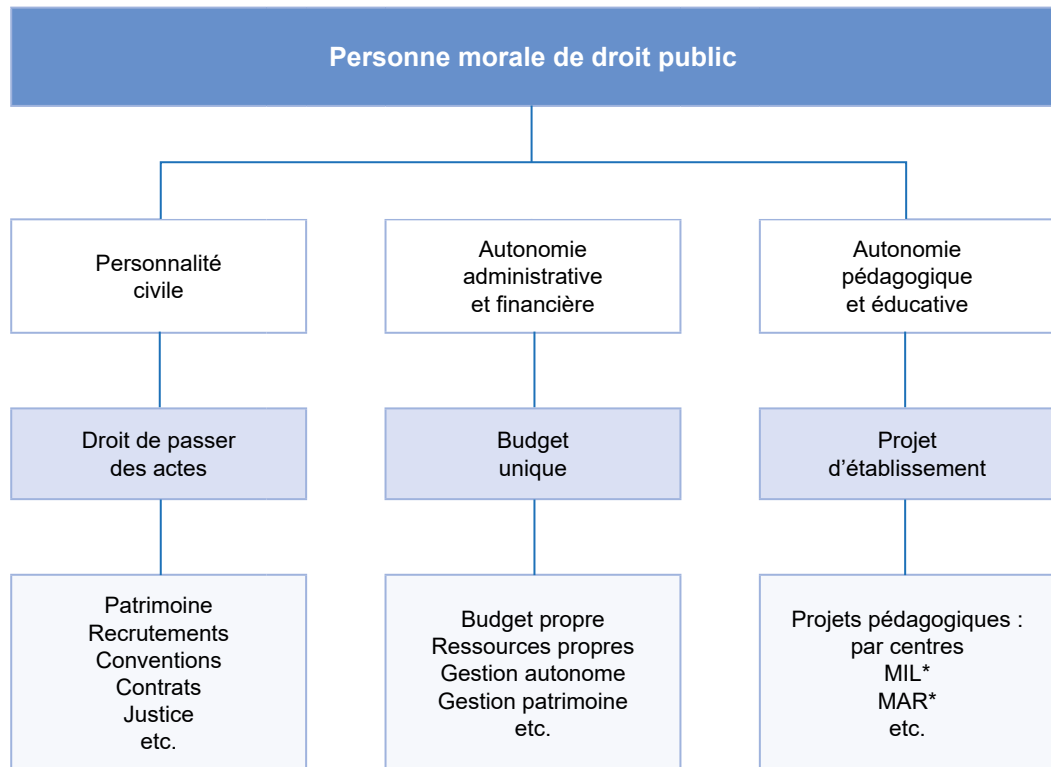 Personne morale de droit public
Personnalité
civile
Autonomie
administrative
et financière
Autonomie
pédagogique
et éducative
Droit de passer
des actes
Budget
unique
Projet
d’établissement
Patrimoine
Recrutements
Conventions
Contrats
Justice
etc.
Budget propre
Ressources propres
Gestion autonome
Gestion patrimoine
etc.
Projets pédagogiques :
par centres
MIL*
MAR*
etc.